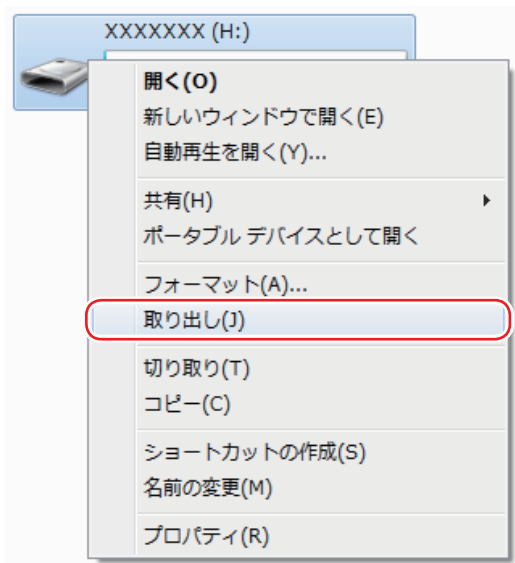 XXXXXXX (H:)
開く(O)
新しいウィンドウで開く(E)
自動再生を開く(Y)...
共有(H)
ポータブル デバイスとして開く
フォーマット(A)...
取り出し(J)
切り取り(T)
コピー(C)
ショートカットの作成(S)
名前の変更(M)
プロパティ(R)